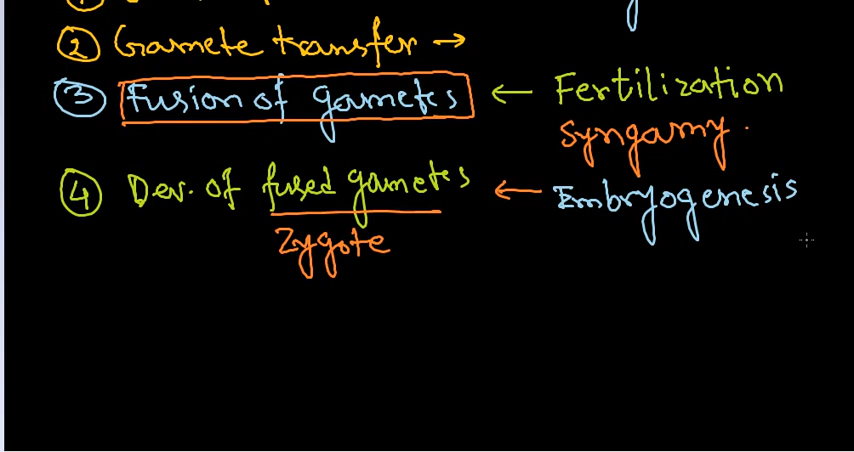 ② Gamete transfer →
③ Fusion of gametes ← Fertilization
Syngamy.
④ Dev. of fused gametes ← Embryogenesis
Zygote